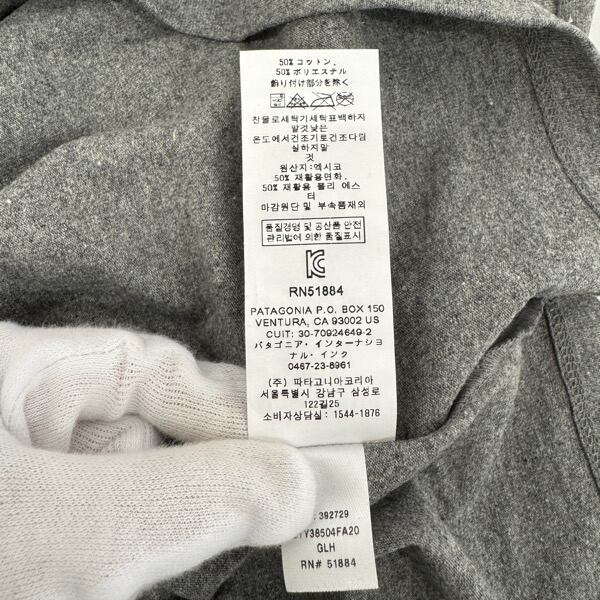 50% コットン.
50% ポリエステル
飾り付け部分を除く
찬물로세탁기세탁표백하지
말것낮은
온도에서건조기로건조다림
실하지말
것
원산지:엑시코
50% 재활용면화.
50% 재활용 폴리 에스
터
마감원단 및 부속품재외
품질경영 및 공산품 안전
관리법에 의한 품질표시
RN51884
PATAGONIA P.O. BOX 150
VENTURA, CA 93002 US
CUIT: 30-70924649-2
パタゴニア・インターナショ
ナル・インク
0467-23-8961
(주) 파타고니아코리아
서울특별시 강남구 삼성로
122길25
소비자상담실: 1544-1876
392729
Y38504FA20
GLH
RN# 51884